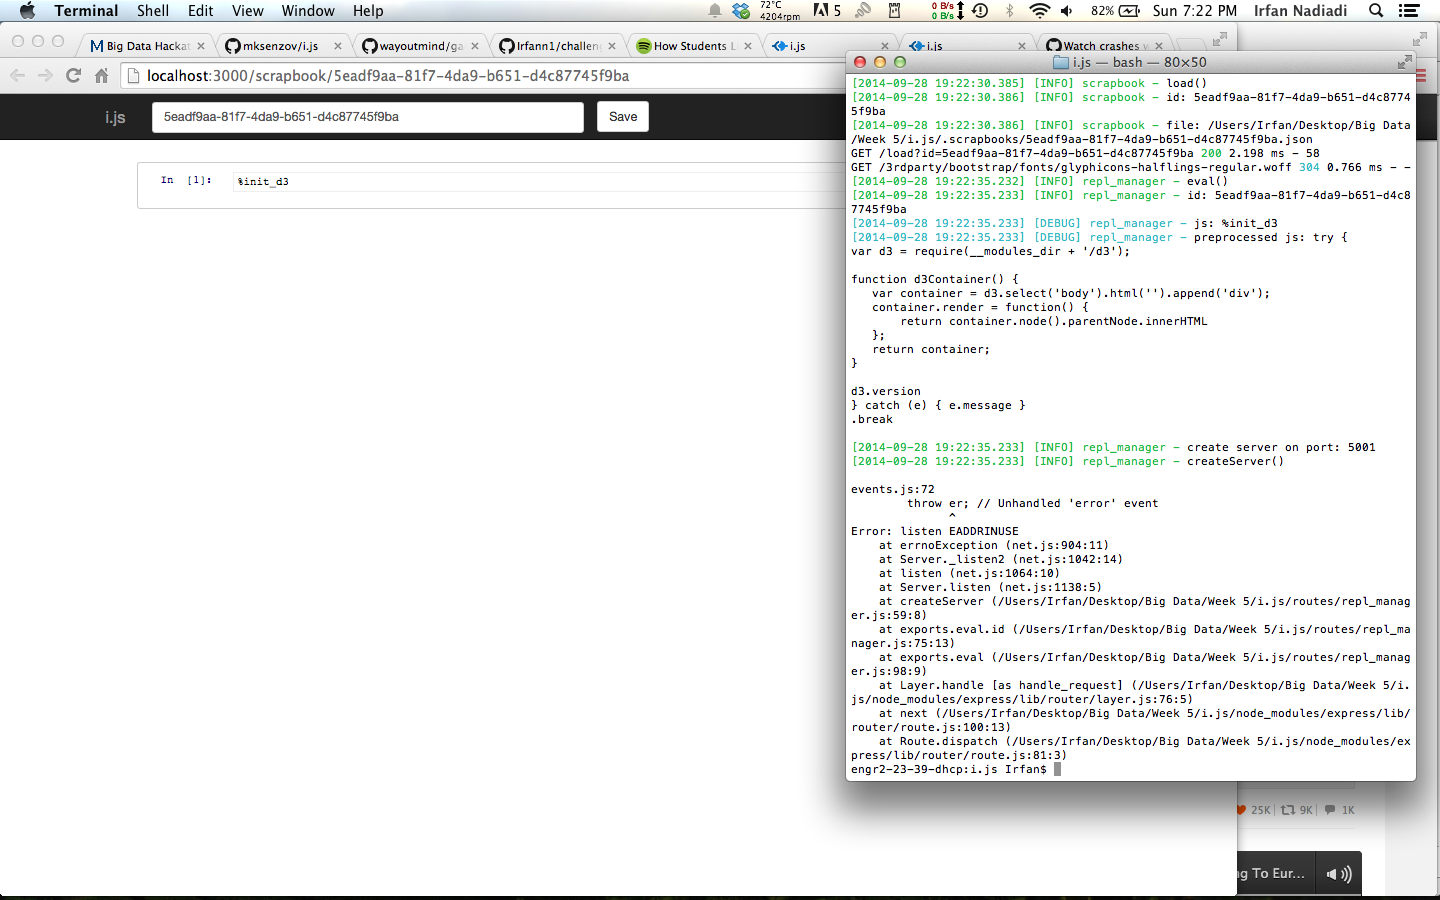 Terminal Shell Edit View Window Help
72°C
4204rpm
5
0 B/s
0 B/s
82%
Sun 7:22 PM Irfan Nadiadi
Big Data Hackat
mksenzov/i.js
wayoutmind/ga
Irfann1/challen
How Students L
i.js
i.js
Watch crashes w
localhost:3000/scrapbook/5eadf9aa-81f7-4da9-b651-d4c87745f9ba
i.js
5eadf9aa-81f7-4da9-b651-d4c87745f9ba
Save
In [1]:
%init_d3
i.js — bash — 80×50
[2014-09-28 19:22:30.385] [INFO] scrapbook - load()
[2014-09-28 19:22:30.386] [INFO] scrapbook - id: 5eadf9aa-81f7-4da9-b651-d4c8774
5f9ba
[2014-09-28 19:22:30.386] [INFO] scrapbook - file: /Users/Irfan/Desktop/Big Data
/Week 5/i.js/.scrapbooks/5eadf9aa-81f7-4da9-b651-d4c87745f9ba.json
GET /load?id=5eadf9aa-81f7-4da9-b651-d4c87745f9ba 200 2.198 ms - 58
GET /3rdparty/bootstrap/fonts/glyphicons-halflings-regular.woff 304 0.766 ms - -
[2014-09-28 19:22:35.232] [INFO] repl_manager - eval()
[2014-09-28 19:22:35.233] [INFO] repl_manager - id: 5eadf9aa-81f7-4da9-b651-d4c8
7745f9ba
[2014-09-28 19:22:35.233] [DEBUG] repl_manager - js: %init_d3
[2014-09-28 19:22:35.233] [DEBUG] repl_manager - preprocessed js: try {
var d3 = require(__modules_dir + '/d3');
function d3Container() {
var container = d3.select('body').html('').append('div');
container.render = function() {
return container.node().parentNode.innerHTML
};
return container;
}
d3.version
} catch (e) { e.message }
.break
[2014-09-28 19:22:35.233] [INFO] repl_manager - create server on port: 5001
[2014-09-28 19:22:35.233] [INFO] repl_manager - createServer()
events.js:72
throw er; // Unhandled 'error' event
^
Error: listen EADDRINUSE
at errnoException (net.js:904:11)
at Server._listen2 (net.js:1042:14)
at listen (net.js:1064:10)
at Server.listen (net.js:1138:5)
at createServer (/Users/Irfan/Desktop/Big Data/Week 5/i.js/routes/repl_manag
er.js:59:8)
at exports.eval.id (/Users/Irfan/Desktop/Big Data/Week 5/i.js/routes/repl_ma
nager.js:75:13)
at exports.eval (/Users/Irfan/Desktop/Big Data/Week 5/i.js/routes/repl_manag
er.js:98:9)
at Layer.handle [as handle_request] (/Users/Irfan/Desktop/Big Data/Week 5/i.
js/node_modules/express/lib/router/layer.js:76:5)
at next (/Users/Irfan/Desktop/Big Data/Week 5/i.js/node_modules/express/lib/
router/route.js:100:13)
at Route.dispatch (/Users/Irfan/Desktop/Big Data/Week 5/i.js/node_modules/ex
press/lib/router/route.js:81:3)
engr2-23-39-dhcp:i.js Irfan$
25K 9K 1K
ng To Eur...